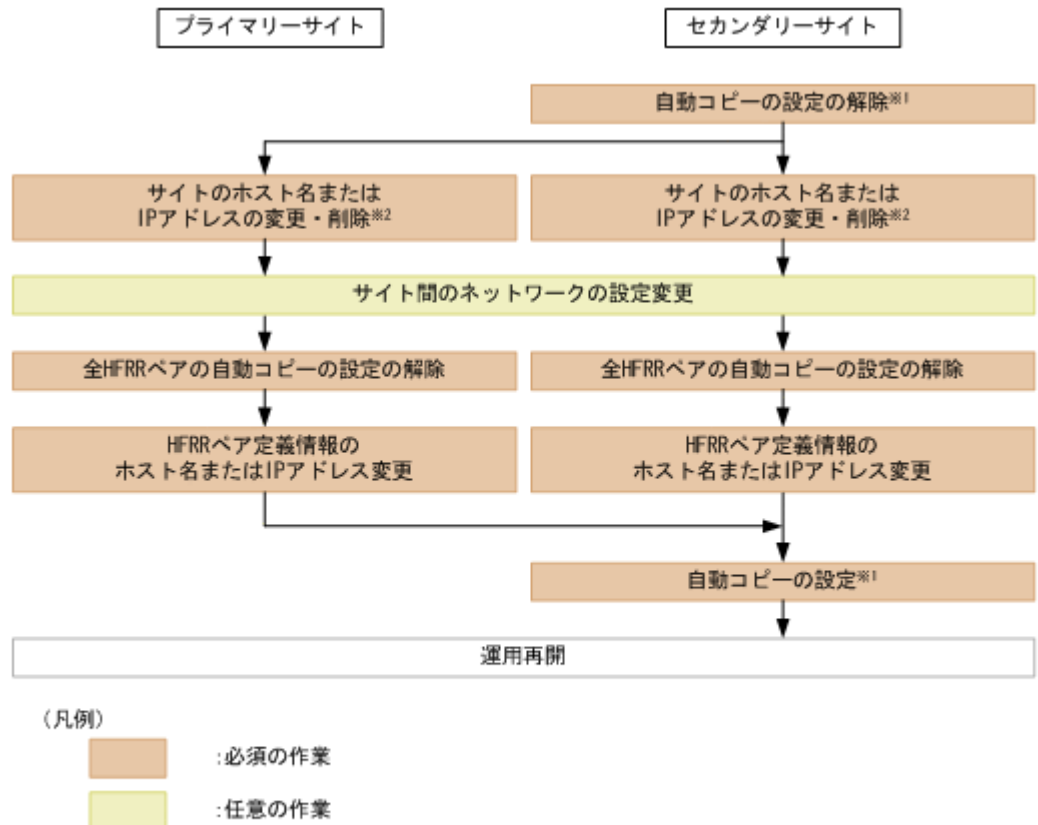 プライマリーサイト
セカンダリーサイト
自動コピーの設定の解除※1
サイトのホスト名または
IPアドレスの変更・削除※2
サイトのホスト名または
IPアドレスの変更・削除※2
サイト間のネットワークの設定変更
全HFRRペアの自動コピーの設定の解除
全HFRRペアの自動コピーの設定の解除
HFRRペア定義情報の
ホスト名またはIPアドレス変更
HFRRペア定義情報の
ホスト名またはIPアドレス変更
自動コピーの設定※1
運用再開
（凡例）
:必須の作業
:任意の作業